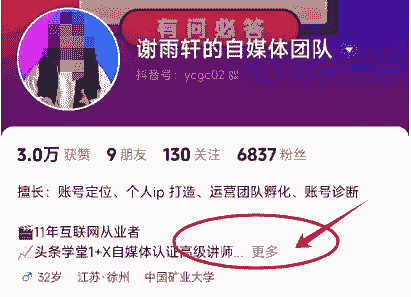 有问必答
谢雨轩的自媒体团队
抖音号：ycgc02
3.0万 获赞 9 朋友 130 关注 6837 粉丝
擅长：账号定位、个人ip 打造、运营团队孵化、账号诊断
11年互联网从业者
头条学堂1+X自媒体认证高级讲师... 更多
♂ 32岁 江苏·徐州 中国矿业大学